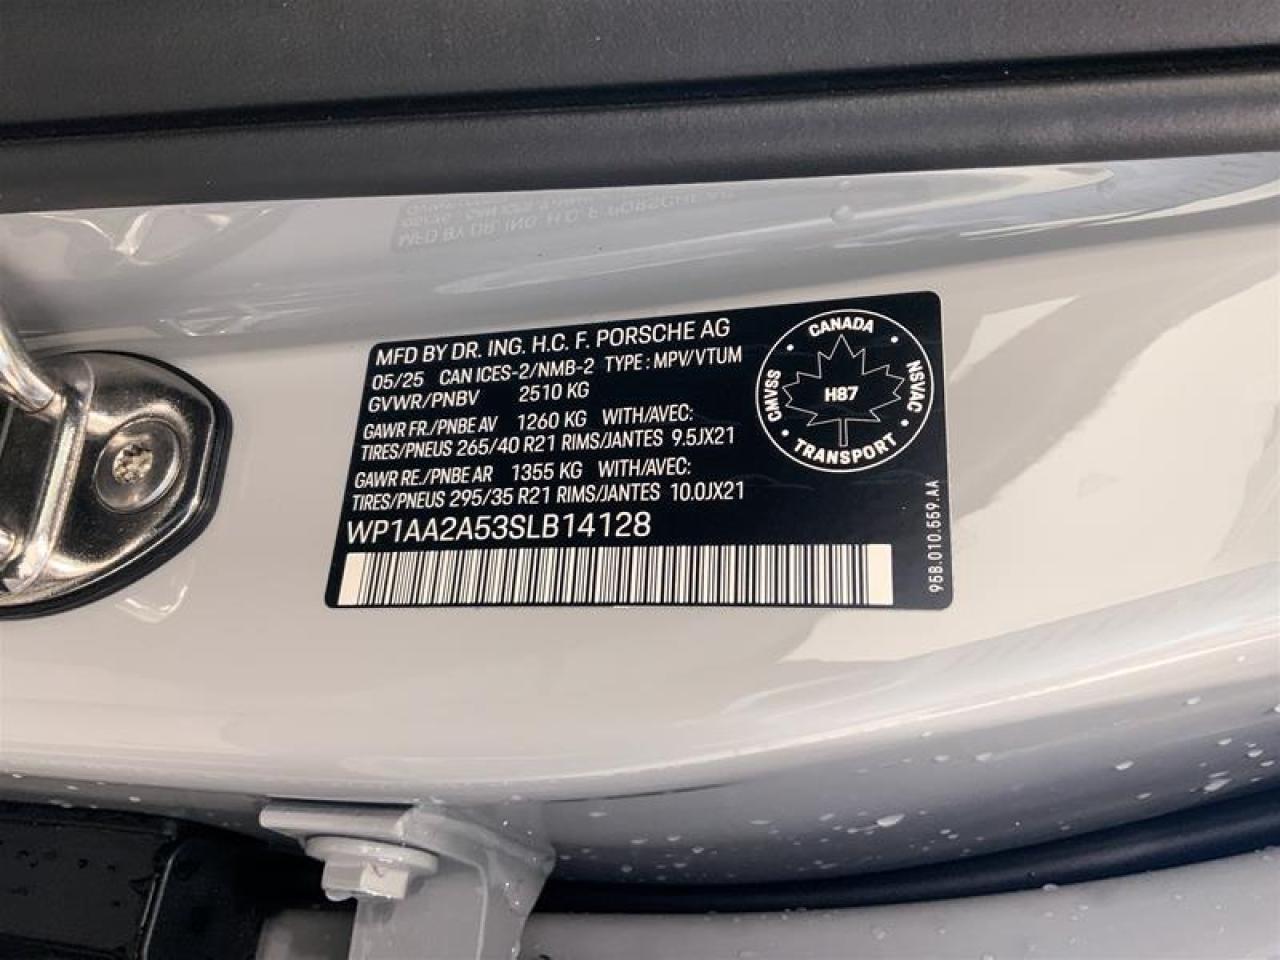 MFD BY DR. ING. H.C. F. PORSCHE AG
05/25 CAN ICES-2/NMB-2 TYPE : MPV/VTUM
GVWR/PNBV 2510 KG
GAWR FR./PNBE AV 1260 KG WITH/AVEC:
TIRES/PNEUS 265/40 R21 RIMS/JANTES 9.5JX21
GAWR RE./PNBE AR 1355 KG WITH/AVEC:
TIRES/PNEUS 295/35 R21 RIMS/JANTES 10.0JX21
WP1AA2A53SLB14128
CANADA
CMVSS
NSVAC
H87
TRANSPORT
95B.010.559.AA